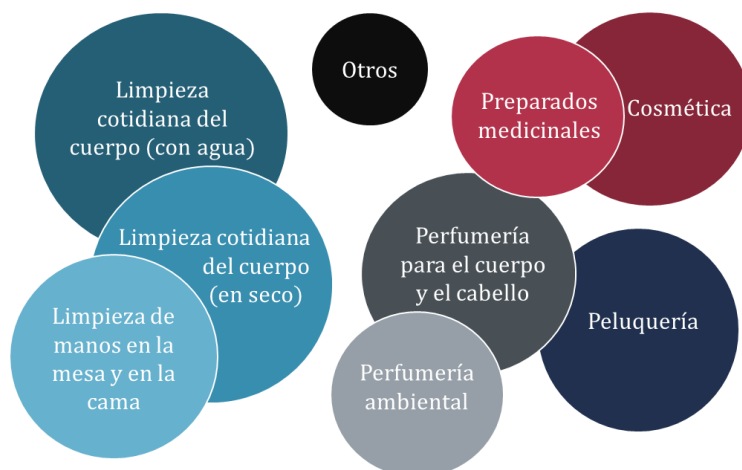 Limpieza
cotidiana del
cuerpo (con agua)
Otros
Preparados
medicinales
Cosmética
Limpieza cotidiana
del cuerpo
(en seco)
Perfumería
para el cuerpo
y el cabello
Peluquería
Limpieza de
manos en la
mesa y en la
cama
Perfumería
ambiental